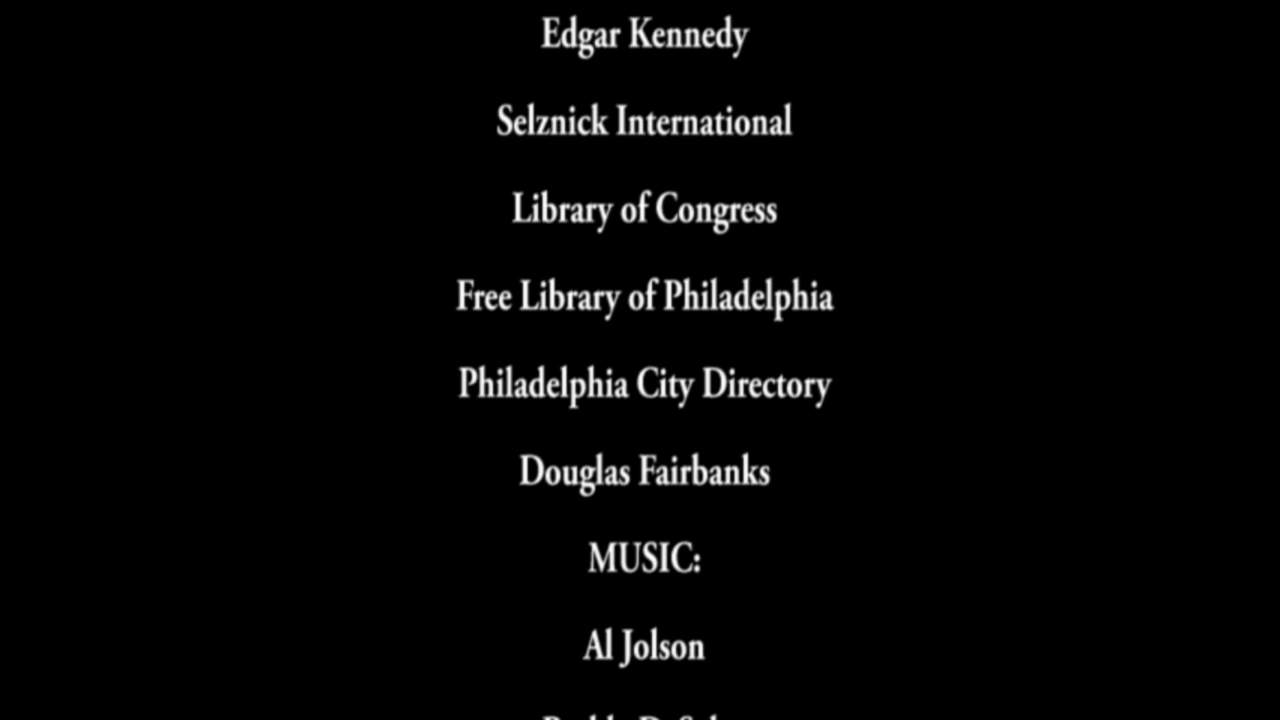 Edgar Kennedy
Selznick International
Library of Congress
Free Library of Philadelphia
Philadelphia City Directory
Douglas Fairbanks
MUSIC:
Al Jolson